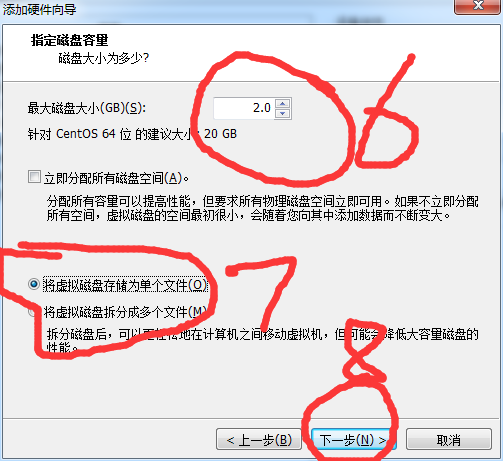 添加硬件向导
指定磁盘容量
磁盘大小为多少?
最大磁盘大小(GB)(S):
2.0
6
针对 CentOS 64 位 的建议大小: 20 GB
立即分配所有磁盘空间(A)。
分配所有容量可以提高性能，但要求所有物理磁盘空间立即可用。如果不立即分配
所有空间，虚拟磁盘的空间最初很小，会随着您向其中添加数据而不断变大。
7
将虚拟磁盘存储为单个文件(O)
将虚拟磁盘拆分成多个文件(M)
拆分磁盘后，可以更轻松地在计算机之间移动虚拟机，但可能会降低大容量磁盘的
性能。
8
< 上一步(B)
下一步(N) >
取消